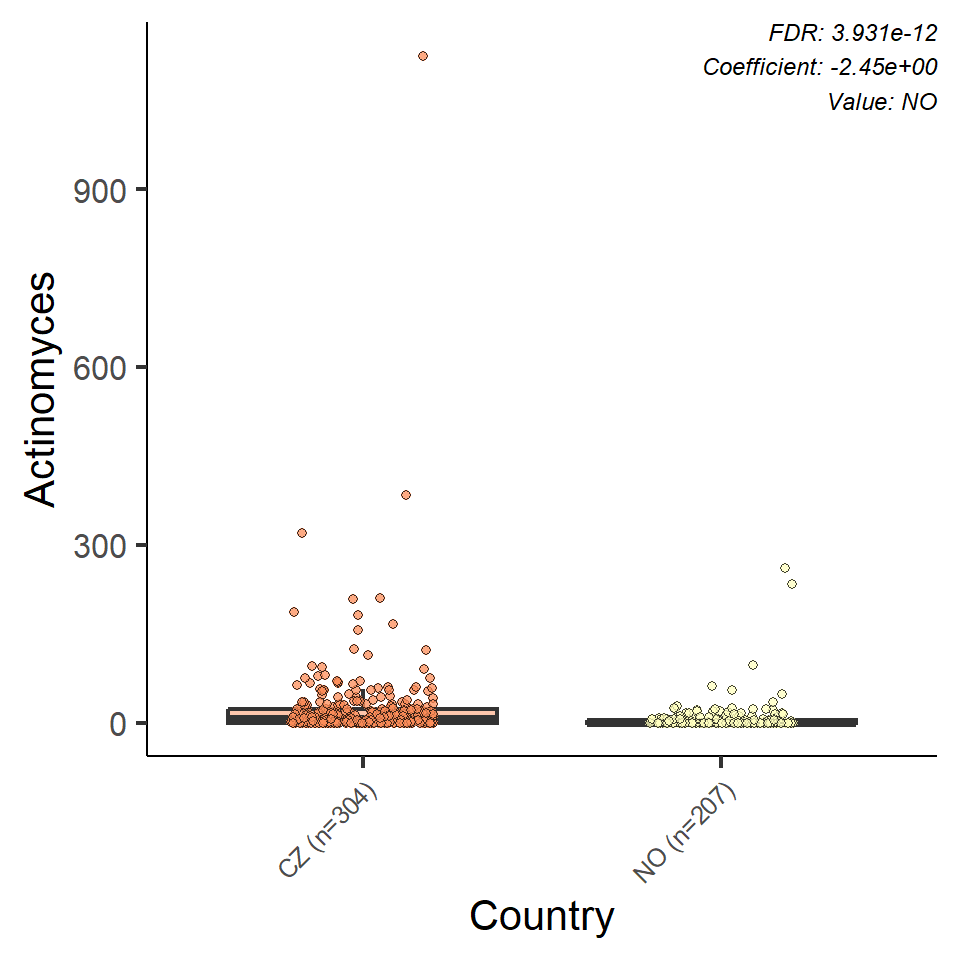 FDR: 3.931e-12
Coefficient: -2.45e+00
Value: NO
900
600
300
0
Actinomyces
CZ (n=304)
NO (n=207)
Country